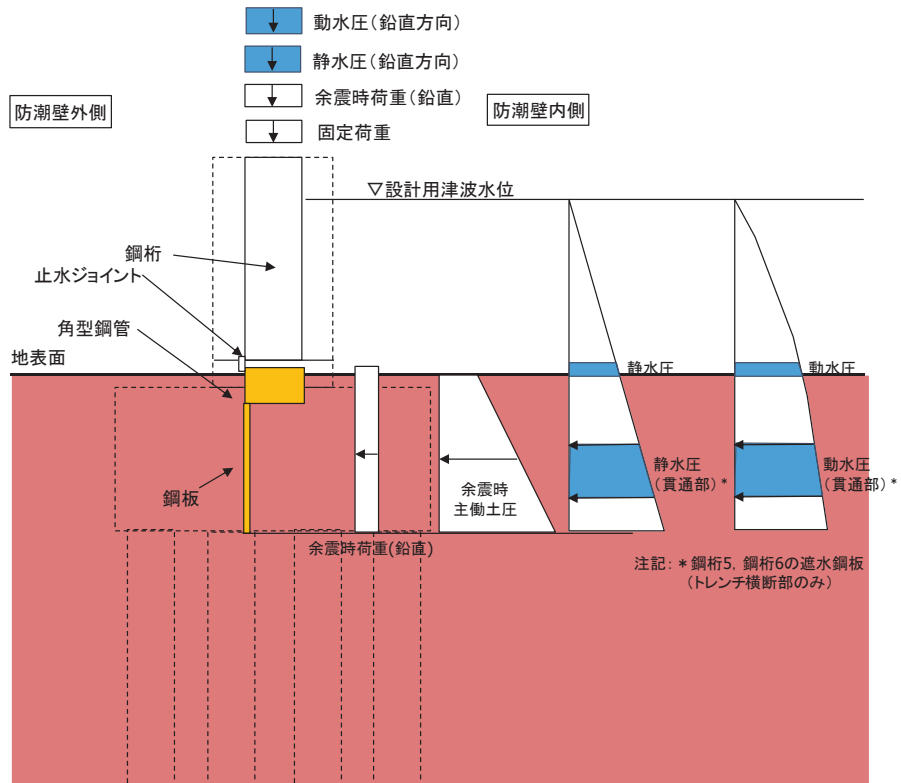 動水圧(鉛直方向)
静水圧(鉛直方向)
余震時荷重(鉛直)
固定荷重
防潮壁外側
防潮壁内側
▽設計用津波水位
鋼桁
止水ジョイント
角型鋼管
地表面
静水圧
動水圧
鋼板
余震時
主働土圧
静水圧
(貫通部)*
動水圧
(貫通部)*
余震時荷重(鉛直)
注記:*鋼桁5,鋼桁6の遮水鋼板
(トレンチ横断部のみ)